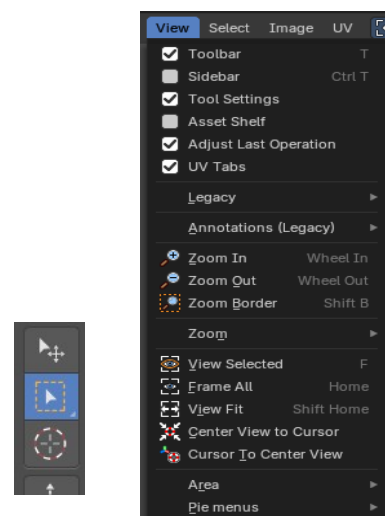 View Select Image UV
Toolbar T
Sidebar Ctrl T
Tool Settings
Asset Shelf
Adjust Last Operation
UV Tabs
Legacy
Annotations (Legacy)
Zoom In Wheel In
Zoom Out Wheel Out
Zoom Border Shift B
Zoom
View Selected F
Frame All Home
View Fit Shift Home
Center View to Cursor
Cursor To Center View
Area
Pie menus